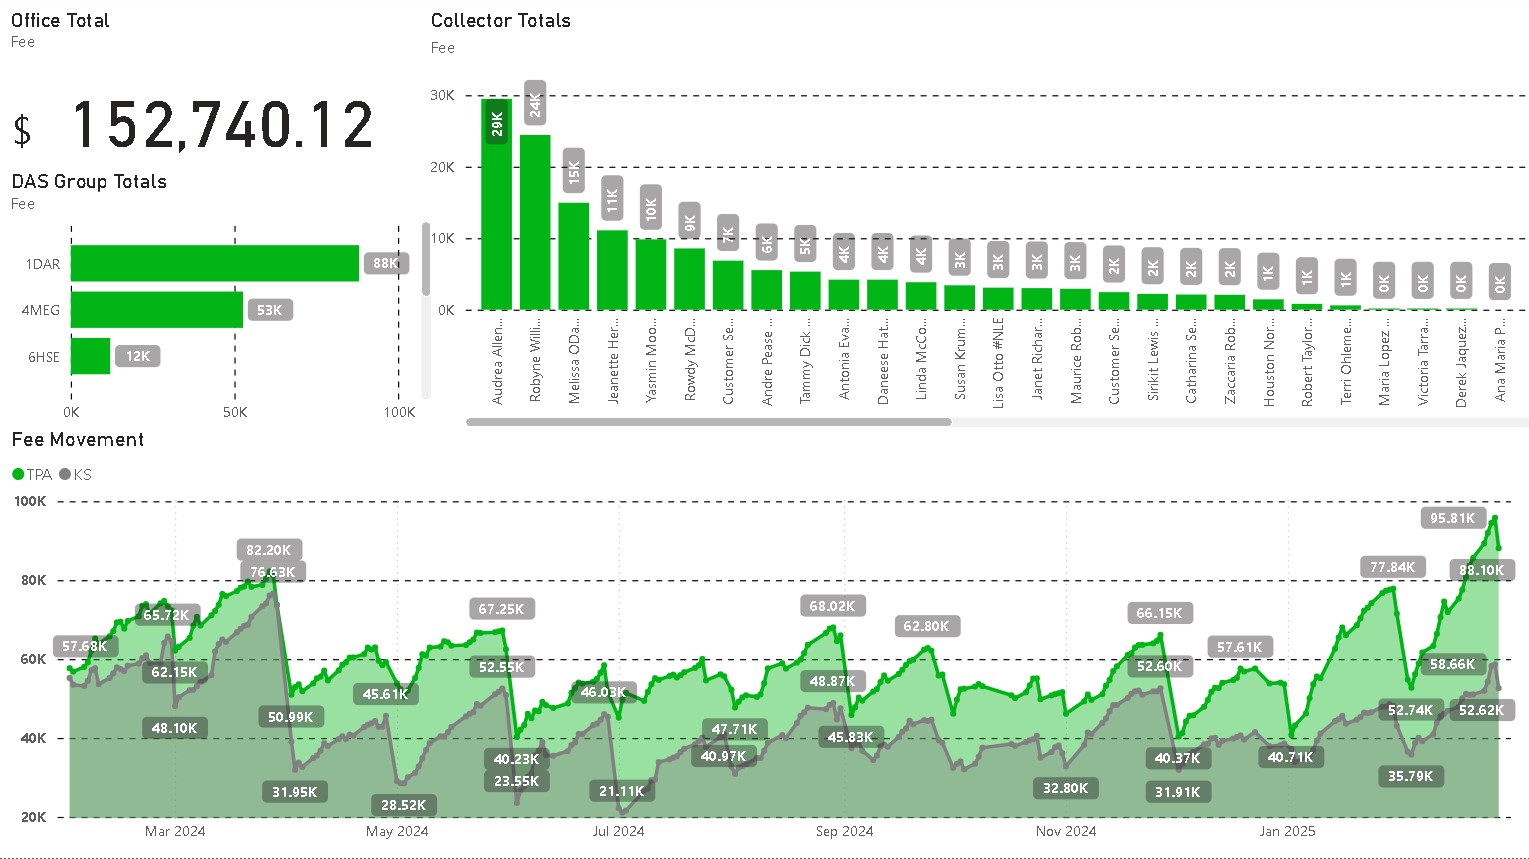 Office Total
Fee
$ 152,740.12
DAS Group Totals
Fee
1DAR 88K
4MEG 53K
6HSE 12K
0K 50K 100K
Collector Totals
Fee
30K
20K
10K
0K
29K 24K 15K 11K 10K 9K 7K 6K 5K 4K 4K 4K 3K 3K 3K 3K 2K 2K 2K 2K 1K 1K 1K 0K 0K 0K 0K
Audrea Allen...
Robyne Willi...
Melissa ODa...
Jeanette Her...
Yasmin Moo...
Rowdy McD...
Customer Se...
Andre Pease ...
Tammy Dick...
Antonia Eva...
Daneese Hat...
Linda McCo...
Susan Krum...
Lisa Otto #NLE
Janet Richar...
Maurice Rob...
Customer Se...
Sirikit Lewis ...
Catharina Se...
Zaccaria Rob...
Houston Nor...
Robert Taylor...
Terri Ohleme...
Maria Lopez ...
Victoria Tarra...
Derek Jaquez...
Ana Maria P...
Fee Movement
TPA KS
100K
80K
60K
40K
20K
57.68K
65.72K
62.15K
48.10K
82.20K
76.63K
50.99K
31.95K
45.61K
28.52K
67.25K
52.55K
40.23K
23.55K
46.03K
21.11K
47.71K
40.97K
68.02K
48.87K
45.83K
62.80K
32.80K
66.15K
52.60K
40.37K
31.91K
57.61K
40.71K
77.84K
52.74K
35.79K
95.81K
88.10K
58.66K
52.62K
Mar 2024 May 2024 Jul 2024 Sep 2024 Nov 2024 Jan 2025